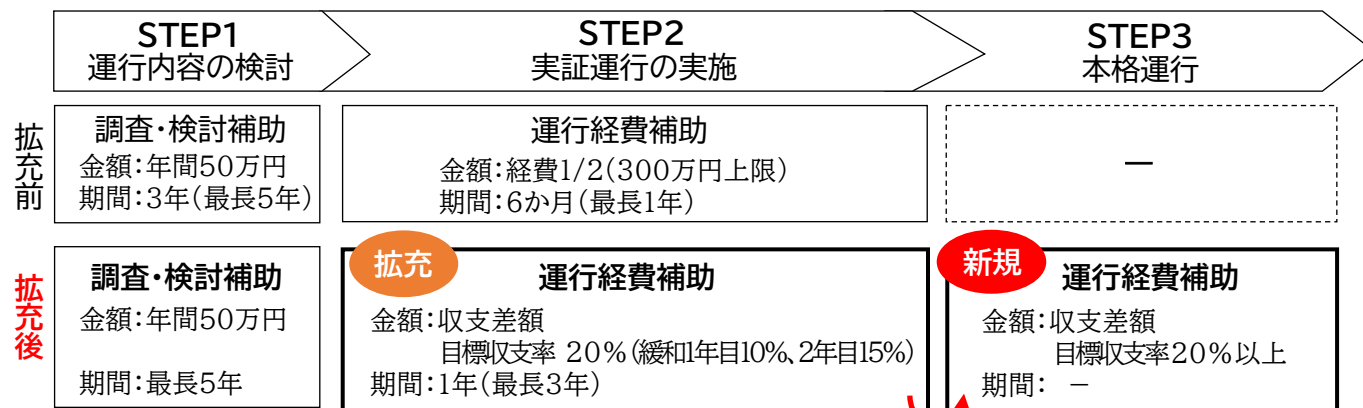 STEP1
運行内容の検討
STEP2
実証運行の実施
STEP3
本格運行
拡充前
調査・検討補助
金額：年間50万円
期間：3年（最長5年）
運行経費補助
金額：経費1/2（300万円上限）
期間：6か月（最長1年）
－
拡充後
調査・検討補助
金額：年間50万円
期間：最長5年
拡充
運行経費補助
金額：収支差額
目標収支率 20％（緩和1年目10％、2年目15％）
期間：1年（最長3年）
新規
運行経費補助
金額：収支差額
目標収支率20％以上
期間： －